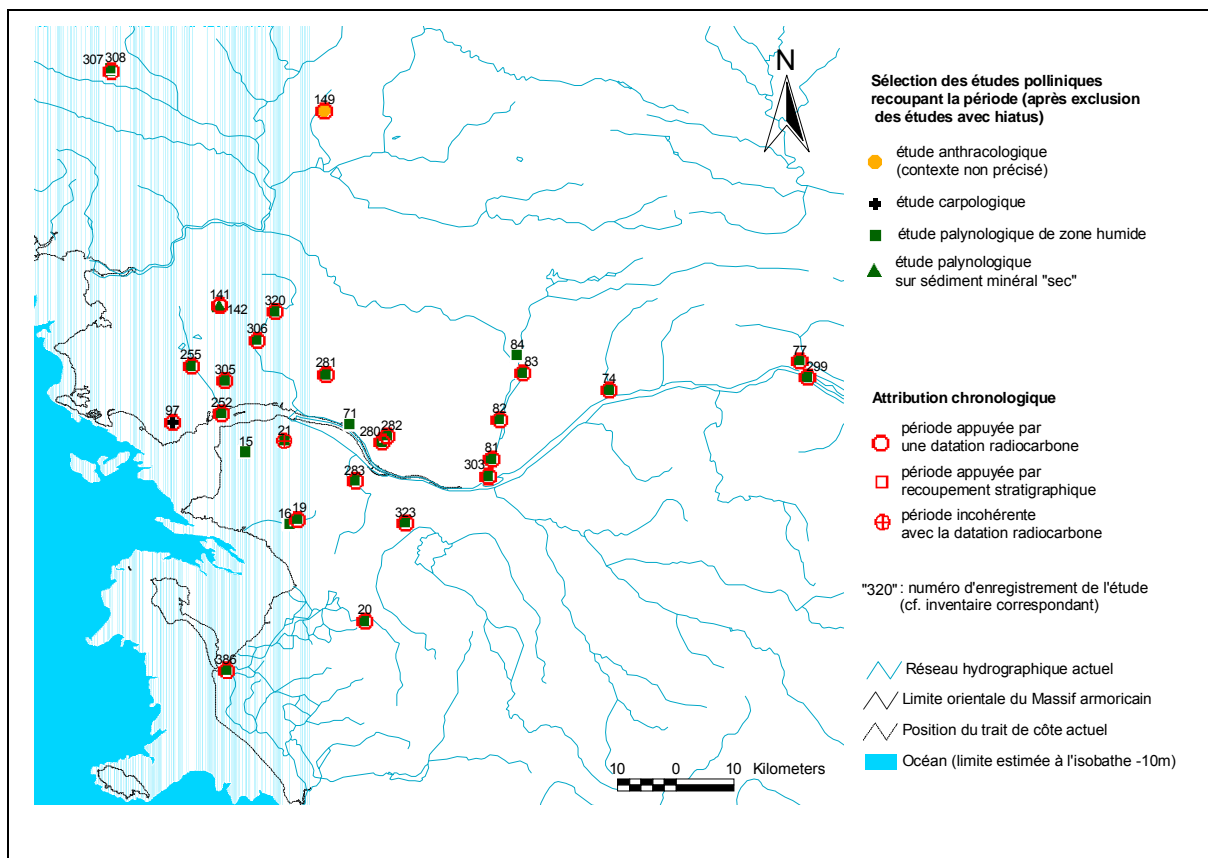 307 308
149
N
141
142
320
306
255
305
281
84
83
77
299
74
97
252
71
82
15
21
280
282
81
303
283
16
19
323
20
386
10 0 10 Kilometers
Sélection des études polliniques
recoupant la période (après exclusion
des études avec hiatus)
étude anthracologique
(contexte non précisé)
étude carpologique
étude palynologique de zone humide
étude palynologique
sur sédiment minéral "sec"
Attribution chronologique
période appuyée par
une datation radiocarbone
période appuyée par
recoupement stratigraphique
période incohérente
avec la datation radiocarbone
"320" : numéro d'enregistrement de l'étude
(cf. inventaire correspondant)
Réseau hydrographique actuel
Limite orientale du Massif armoricain
Position du trait de côte actuel
Océan (limite estimée à l'isobathe -10m)